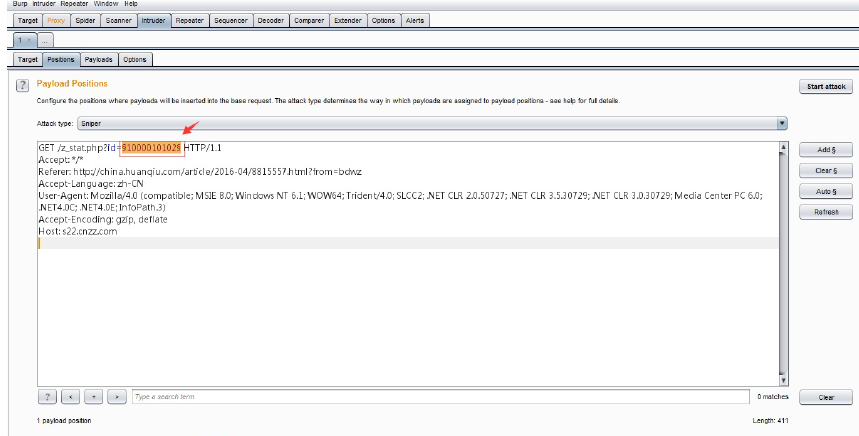 Burp Intruder Repeater Window Help
Target Proxy Spider Scanner Intruder Repeater Sequencer Decoder Comparer Extender Options Alerts
1 × ...
Target Positions Payloads Options
? Payload Positions Start attack
Configure the positions where payloads will be inserted into the base request. The attack type determines the way in which payloads are assigned to payload positions - see help for full details.
Attack type: Sniper
GET /z_stat.php?id=§1000010102§ HTTP/1.1
Accept: */*
Referer: http://china.huanqiu.com/article/2016-04/8815557.html?from=bdwz
Accept-Language: zh-CN
User-Agent: Mozilla/4.0 (compatible; MSIE 8.0; Windows NT 6.1; WOW64; Trident/4.0; SLCC2; .NET CLR 2.0.50727; .NET CLR 3.5.30729; .NET CLR 3.0.30729; Media Center PC 6.0;
.NET4.0C; .NET4.0E; InfoPath.3)
Accept-Encoding: gzip, deflate
Host: s22.cnzz.com
Add §
Clear §
Auto §
Refresh
? < + > Type a search term 0 matches Clear
1 payload position Length: 411